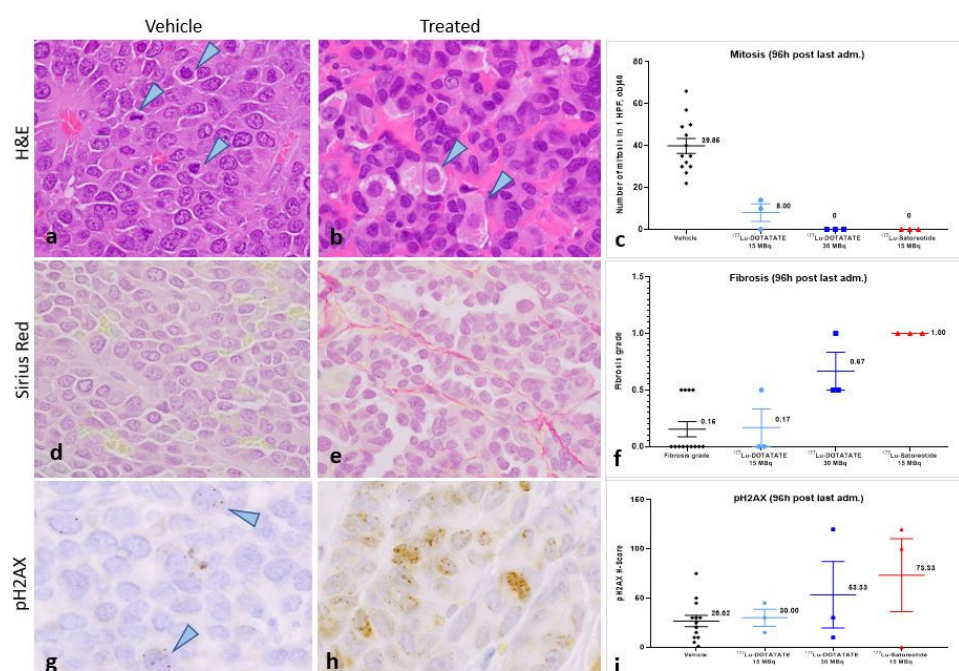 Vehicle
Treated
H&E
a
b
Mitosis (96h post last adm.)
Number of mitosis in 1 HPF, obj40
80
60
40
20
0
39.86
8.00
0
0
Vehicle
¹⁷⁷Lu-DOTATATE
15 MBq
¹⁷⁷Lu-DOTATATE
30 MBq
¹⁷⁷Lu-Satoreotide
15 MBq
c
Sirius Red
d
e
Fibrosis (96h post last adm.)
Fibrosis grade
1.5
1.0
0.5
0.0
0.16
0.17
0.67
1.00
Fibrosis grade
¹⁷⁷Lu-DOTATATE
15 MBq
¹⁷⁷Lu-DOTATATE
30 MBq
¹⁷⁷Lu-Satoreotide
15 MBq
f
pH2AX
g
h
pH2AX (96h post last adm.)
pH2AX H-Score
150
100
50
0
26.62
30.00
53.33
73.33
Vehicle
¹⁷⁷Lu-DOTATATE
15 MBq
¹⁷⁷Lu-DOTATATE
30 MBq
¹⁷⁷Lu-Satoreotide
15 MBq
i